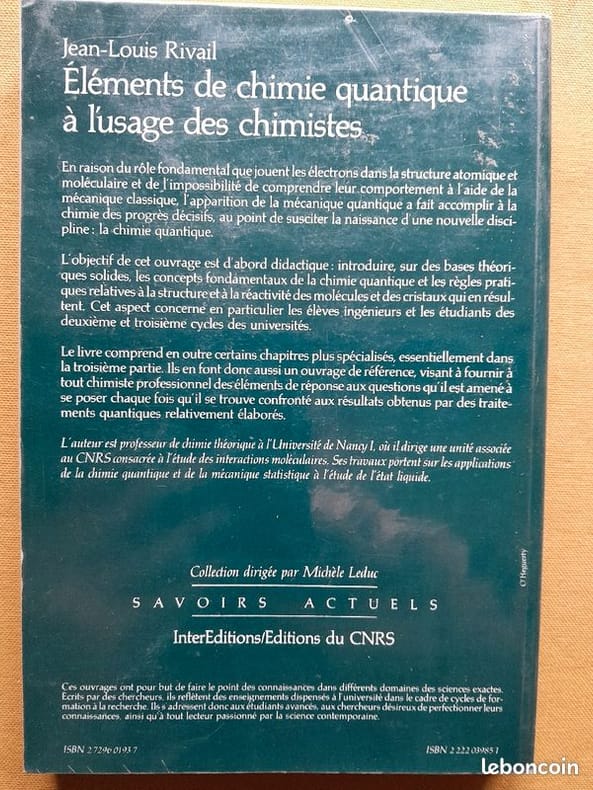 Jean-Louis Rivail
Éléments de chimie quantique
à l'usage des chimistes
En raison du rôle fondamental que jouent les électrons dans la structure atomique et
moléculaire et de l'impossibilité de comprendre leur comportement à l'aide de la
mécanique classique, l'apparition de la mécanique quantique a fait accomplir à la
chimie des progrès décisifs, au point de susciter la naissance d'une nouvelle disci-
pline : la chimie quantique.
L'objectif de cet ouvrage est d'abord didactique : introduire, sur des bases théori-
ques solides, les concepts fondamentaux de la chimie quantique et les règles prati-
ques relatives à la structure et à la réactivité des molécules et des cristaux qui en résul-
tent. Cet aspect concerne en particulier les élèves ingénieurs et les étudiants des
deuxième et troisième cycles des universités.
Le livre comprend en outre certains chapitres plus spécialisés, essentiellement dans
la troisième partie. Ils en font donc aussi un ouvrage de référence, visant à fournir à
tout chimiste professionnel des éléments de réponse aux questions qu'il est amené à
se poser chaque fois qu'il se trouve confronté aux résultats obtenus par des traite-
ments quantiques relativement élaborés.
L'auteur est professeur de chimie théorique à l'Université de Nancy I, où il dirige une unité associée
au CNRS consacrée à l'étude des interactions moléculaires. Ses travaux portent sur les applications
de la chimie quantique et de la mécanique statistique à l'étude de l'état liquide.
O'Hegerty
Collection dirigée par Michèle Leduc
SAVOIRS ACTUELS
InterEditions/Editions du CNRS
Ces ouvrages ont pour but de faire le point des connaissances dans différents domaines des sciences exactes.
Ecrits par des chercheurs, ils reflètent des enseignements dispensés à l'université dans le cadre de cycles de for-
mation à la recherche. Ils s'adressent donc aux étudiants avancés, aux chercheurs désireux de perfectionner leurs
connaissances, ainsi qu'à tout lecteur passionné par la science contemporaine.
ISBN 2 7296 0193 7
ISBN 2 222 03985 1
leboncoin